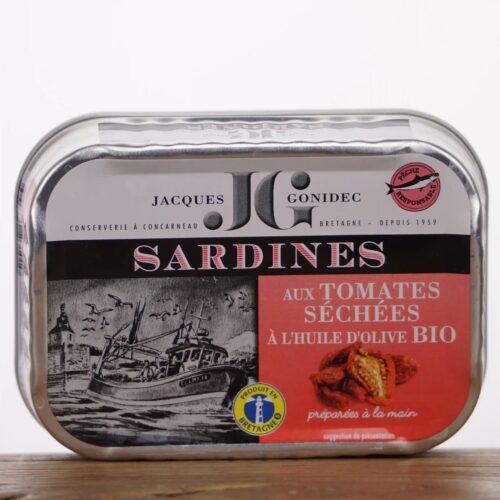 JACQUES JG GONIDEC
CONSERVERIE À CONCARNEAU BRETAGNE – DEPUIS 1959
PÊCHE RESPONSABLE
SARDINES
AUX TOMATES
SÉCHÉES
À L'HUILE D'OLIVE BIO
PRODUIT EN BRETAGNE
préparées à la main
suggestion de présentation